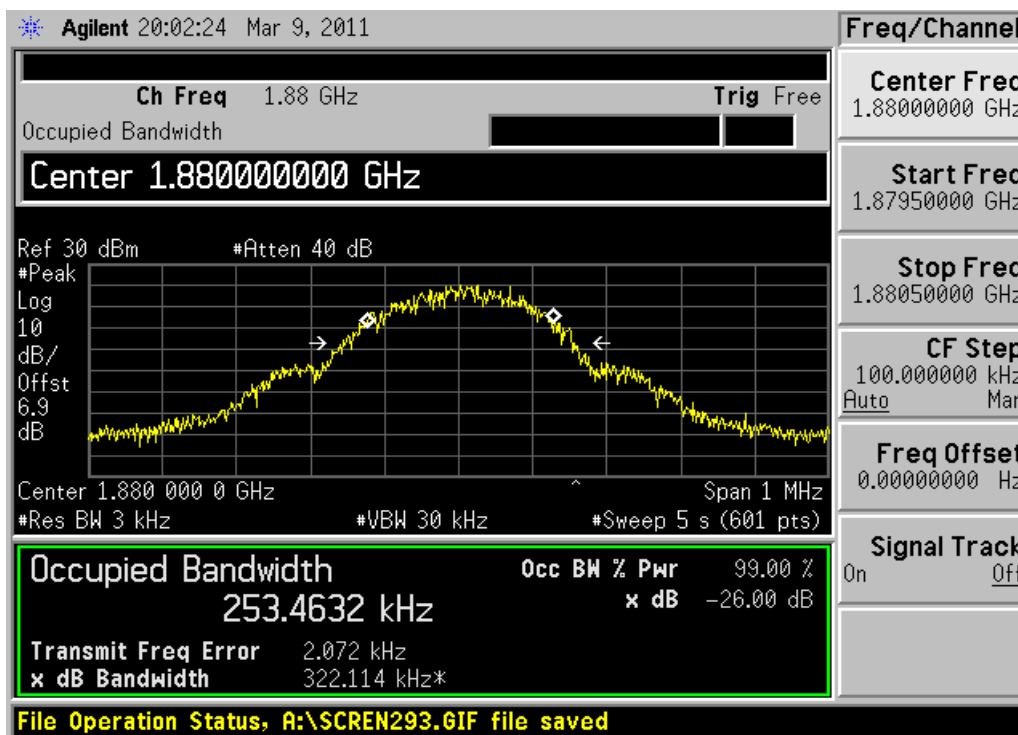 Agilent 20:02:24 Mar 9, 2011
Freq/Channel
Ch Freq 1.88 GHz Trig Free
Occupied Bandwidth
Center 1.880000000 GHz
Center Freq
1.88000000 GHz
Start Freq
1.87950000 GHz
Stop Freq
1.88050000 GHz
CF Step
100.000000 kHz
Auto Man
Freq Offset
0.00000000 Hz
Signal Track
On Off
Ref 30 dBm #Atten 40 dB
#Peak
Log
10
dB/
Offst
6.9
dB
Center 1.880 000 0 GHz Span 1 MHz
#Res BW 3 kHz #VBW 30 kHz #Sweep 5 s (601 pts)
Occupied Bandwidth
253.4632 kHz
Occ BW % Pwr 99.00 %
x dB -26.00 dB
Transmit Freq Error 2.072 kHz
x dB Bandwidth 322.114 kHz*
File Operation Status, A:\SCREN293.GIF file saved